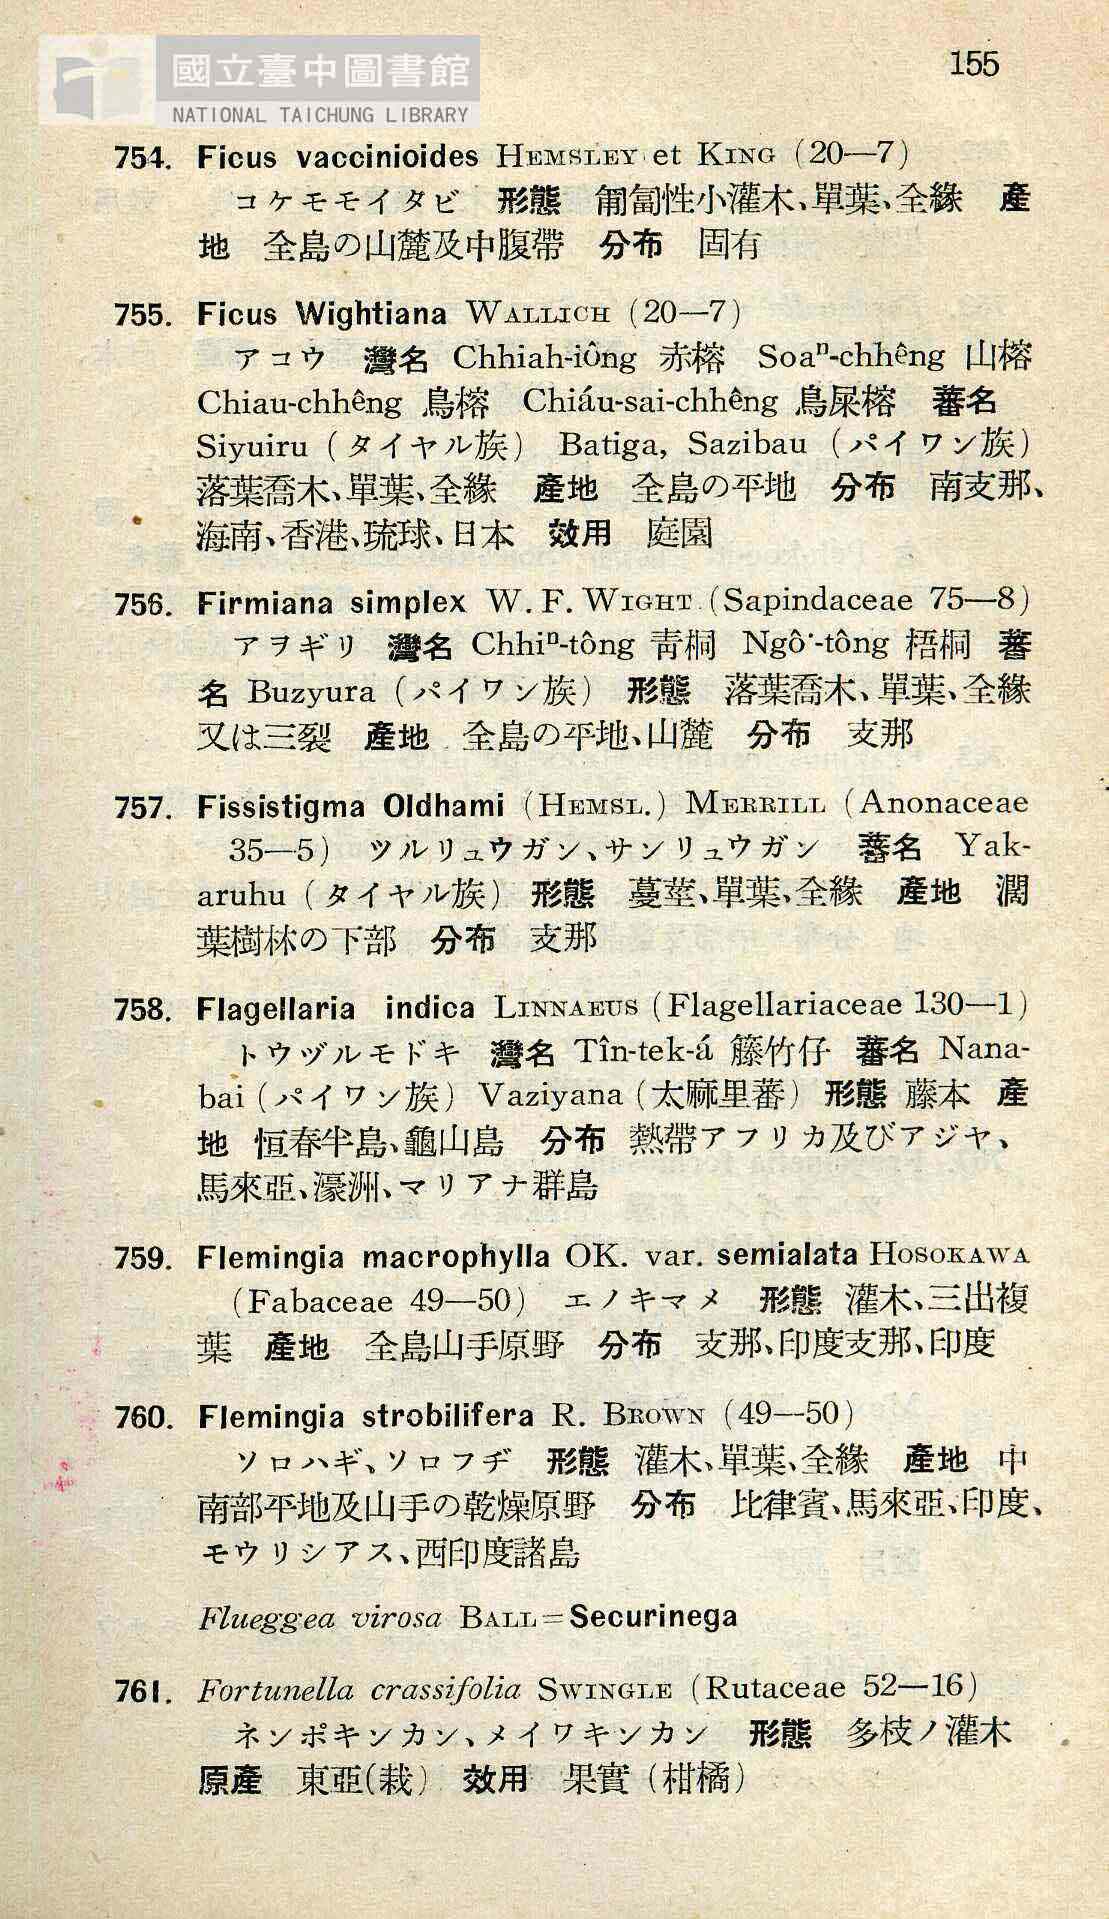 國立臺中圖書館
NATIONAL TAICHUNG LIBRARY
155
754. Ficus vaccinioides HEMSLEY et KING (20—7)
コケモモイタビ 形態 匍匐性小灌木、單葉、全緣 產
地 全島の山麓及中腹帶 分布 固有
755. Ficus Wightiana WALLICH (20—7)
アコウ 灣名 Chhiah-iông 赤榕 Soaⁿ-chhêng 山榕
Chiau-chhêng 鳥榕 Chiáu-sai-chhêng 鳥屎榕 蕃名
Siyuiru (タイヤル族) Batiga, Sazibau (パイワン族)
落葉喬木、單葉、全緣 產地 全島の平地 分布 南支那、
海南、香港、琉球、日本 效用 庭園
756. Firmiana simplex W. F. WIGHT (Sapindaceae 75—8)
アヲギリ 灣名 Chhiⁿ-tông 靑桐 Ngô·-tông 梧桐 蕃
名 Buzyura (パイワン族) 形態 落葉喬木、單葉、全緣
又は三裂 產地 全島の平地、山麓 分布 支那
757. Fissistigma Oldhami (HEMSL.) MERRILL (Anonaceae
35—5) ツルリュウガン、サンリュウガン 蕃名 Yak-
aruhu (タイヤル族) 形態 蔓莖、單葉、全緣 產地 濶
葉樹林の下部 分布 支那
758. Flagellaria indica LINNAEUS (Flagellariaceae 130—1)
トウヅルモドキ 灣名 Tîn-tek-á 籐竹仔 蕃名 Nana-
bai (パイワン族) Vaziyana (太麻里蕃) 形態 藤本 產
地 恒春半島、龜山島 分布 熱帶アフリカ及びアジヤ、
馬來亞、濠洲、マリアナ群島
759. Flemingia macrophylla OK. var. semialata HOSOKAWA
(Fabaceae 49—50) エノキマメ 形態 灌木、三出複
葉 產地 全島山手原野 分布 支那、印度支那、印度
760. Flemingia strobilifera R. BROWN (49—50)
ソロハギ、ソロフヂ 形態 灌木、單葉、全緣 產地 中
南部平地及山手の乾燥原野 分布 比律賓、馬來亞、印度、
モウリシアス、西印度諸島
Flueggea virosa BALL=Securinega
761. Fortunella crassifolia SWINGLE (Rutaceae 52—16)
ネンポキンカン、メイワキンカン 形態 多枝ノ灌木
原產 東亞(栽) 效用 果實 (柑橘)